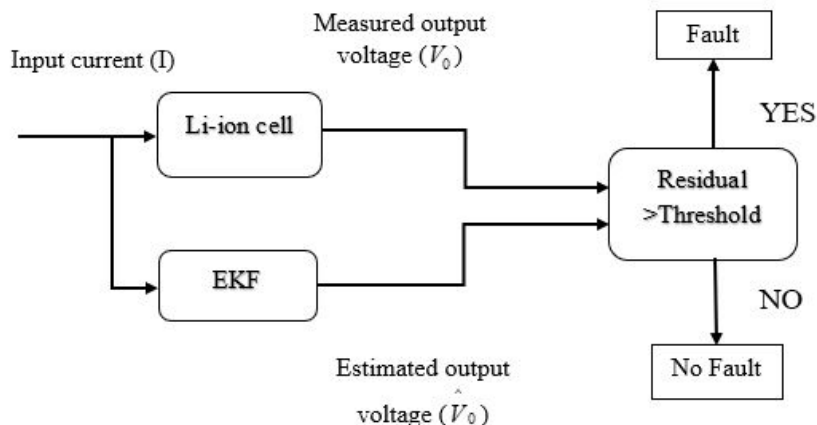 Measured output
voltage (V₀)
Fault
Input current (I)
Li-ion cell
YES
Residual
>Threshold
EKF
NO
Estimated output
voltage (V̂₀)
No Fault